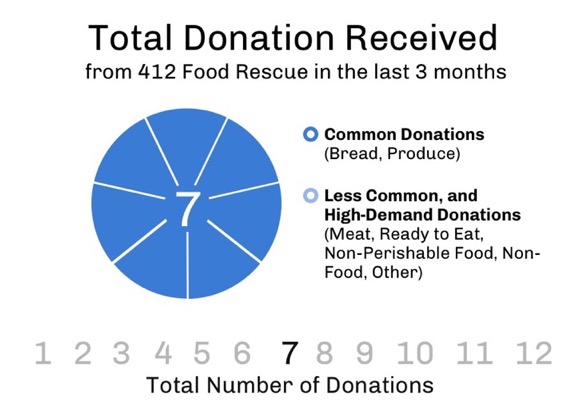 Total Donation Received
from 412 Food Rescue in the last 3 months
7
Common Donations
(Bread, Produce)
Less Common, and
High-Demand Donations
(Meat, Ready to Eat,
Non-Perishable Food, Non-
Food, Other)
1 2 3 4 5 6 7 8 9 10 11 12
Total Number of Donations